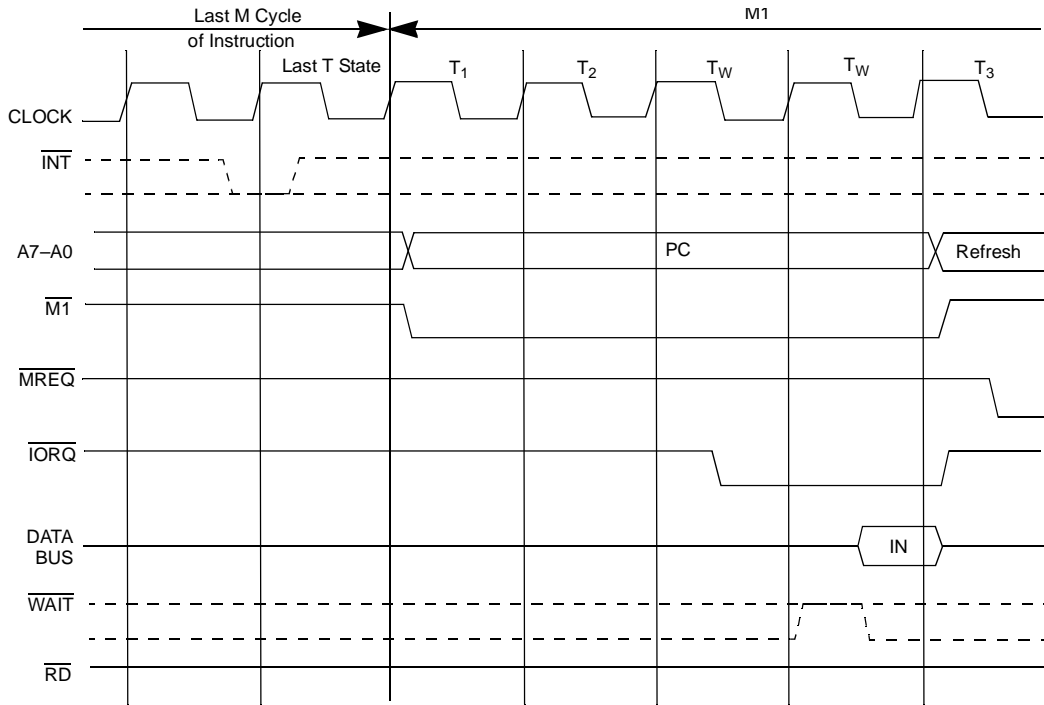 Last M Cycle
of Instruction
M1
Last T State
T1
T2
TW
TW
T3
CLOCK
INT
A7–A0
PC
Refresh
M1
MREQ
IORQ
DATA
BUS
IN
WAIT
RD